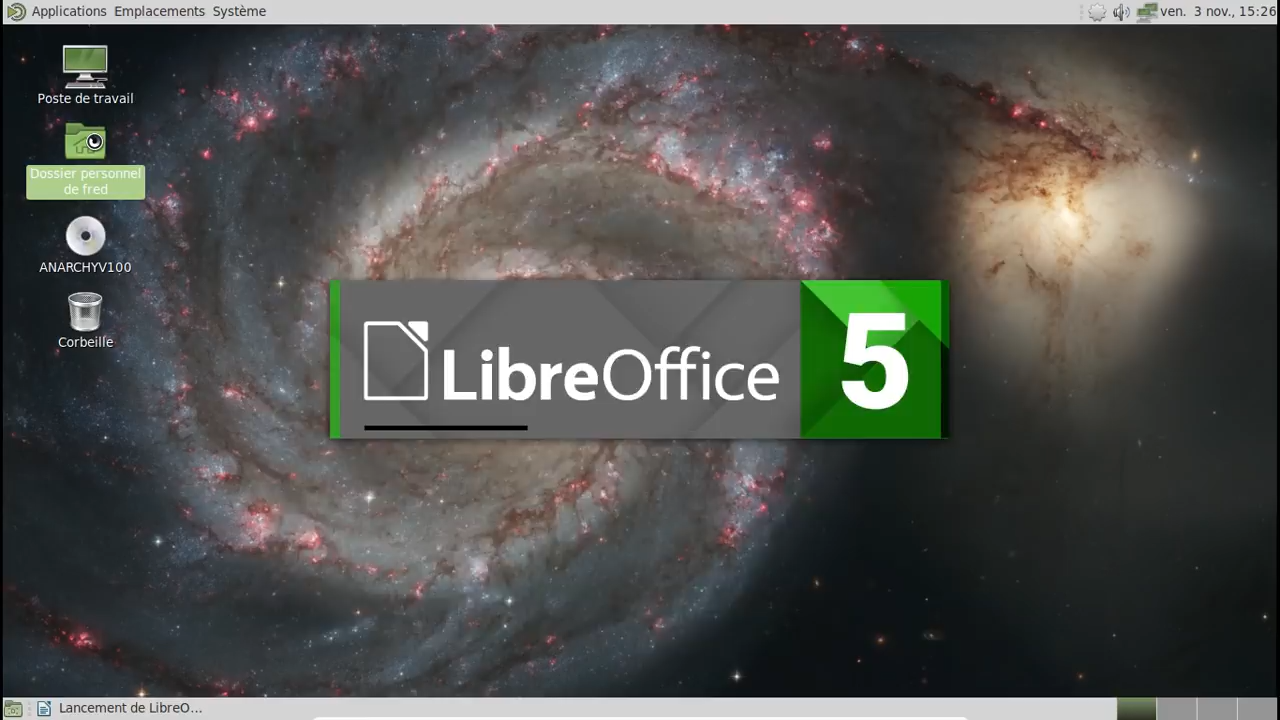 Applications Emplacements Système
ven. 3 nov., 15:26
Poste de travail
Dossier personnel
de fred
ANARCHYV100
Corbeille
LibreOffice 5
Lancement de LibreO...